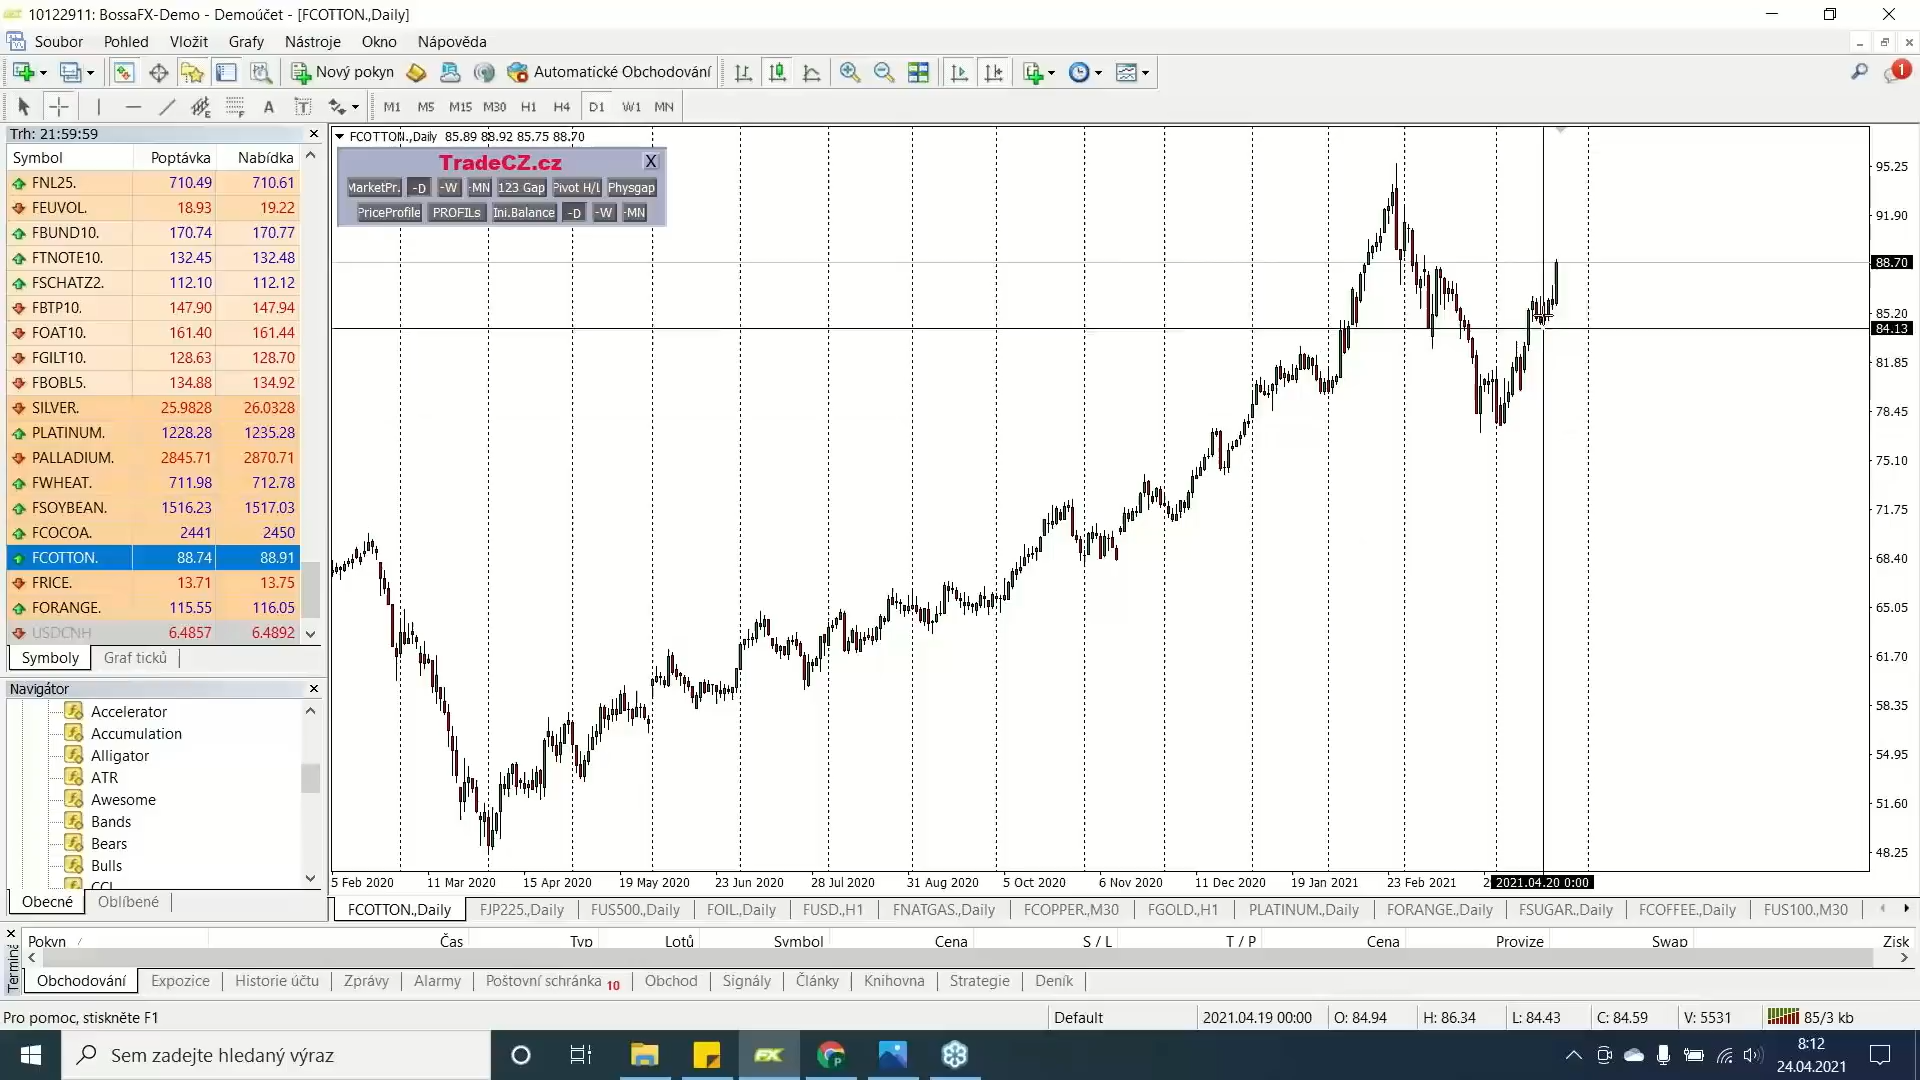 10122911: BossaFX-Demo - Demoúčet - [FCOTTON.,Daily]
Soubor Pohled Vložit Grafy Nástroje Okno Nápověda
Nový pokyn Automatické Obchodování 1
A T M1 M5 M15 M30 H1 H4 D1 W1 MN
Trh: 21:59:59
Symbol Poptávka Nabídka
FNL25. 710.49 710.61
FEUVOL. 18.93 19.22
FBUND10. 170.74 170.77
FTNOTE10. 132.45 132.48
FSCHATZ2. 112.10 112.12
FBTP10. 147.90 147.94
FOAT10. 161.40 161.44
FGILT10. 128.63 128.70
FBOBL5. 134.88 134.92
SILVER. 25.9828 26.0328
PLATINUM. 1228.28 1235.28
PALLADIUM. 2845.71 2870.71
FWHEAT. 711.98 712.78
FSOYBEAN. 1516.23 1517.03
FCOCOA. 2441 2450
FCOTTON. 88.74 88.91
FRICE. 13.71 13.75
FORANGE. 115.55 116.05
USDCNH 6.4857 6.4892
Symboly Graf ticků
Navigátor
Accelerator
Accumulation
Alligator
ATR
Awesome
Bands
Bears
Bulls
CCI
Obecné Oblíbené
FCOTTON.,Daily 85.89 88.92 85.75 88.70
TradeCZ.cz X
MarketPr. -D -W -MN 123 Gap Pivot H/L Physgap
PriceProfile PROFILs Ini.Balance -D -W -MN
95.25
91.90
88.70
85.20
84.13
81.85
78.45
75.10
71.75
68.40
65.05
61.70
58.35
54.95
51.60
48.25
5 Feb 2020 11 Mar 2020 15 Apr 2020 19 May 2020 23 Jun 2020 28 Jul 2020 31 Aug 2020 5 Oct 2020 6 Nov 2020 11 Dec 2020 19 Jan 2021 23 Feb 2021 2 2021.04.20 0:00
FCOTTON.,Daily FJP225.,Daily FUS500.,Daily FOIL.,Daily FUSD.,H1 FNATGAS.,Daily FCOPPER.,M30 FGOLD.,H1 PLATINUM.,Daily FORANGE.,Daily FSUGAR.,Daily FCOFFEE.,Daily FUS100.,M30
Pokyn / Čas Typ Lotů Symbol Cena S / L T / P Cena Provize Swap Zisk
Obchodování Expozice Historie účtu Zprávy Alarmy Poštovní schránka 10 Obchod Signály Články Knihovna Strategie Deník
Pro pomoc, stiskněte F1 Default 2021.04.19 00:00 O: 84.94 H: 86.34 L: 84.43 C: 84.59 V: 5531 85/3 kb
Sem zadejte hledaný výraz FX 8:12
24.04.2021